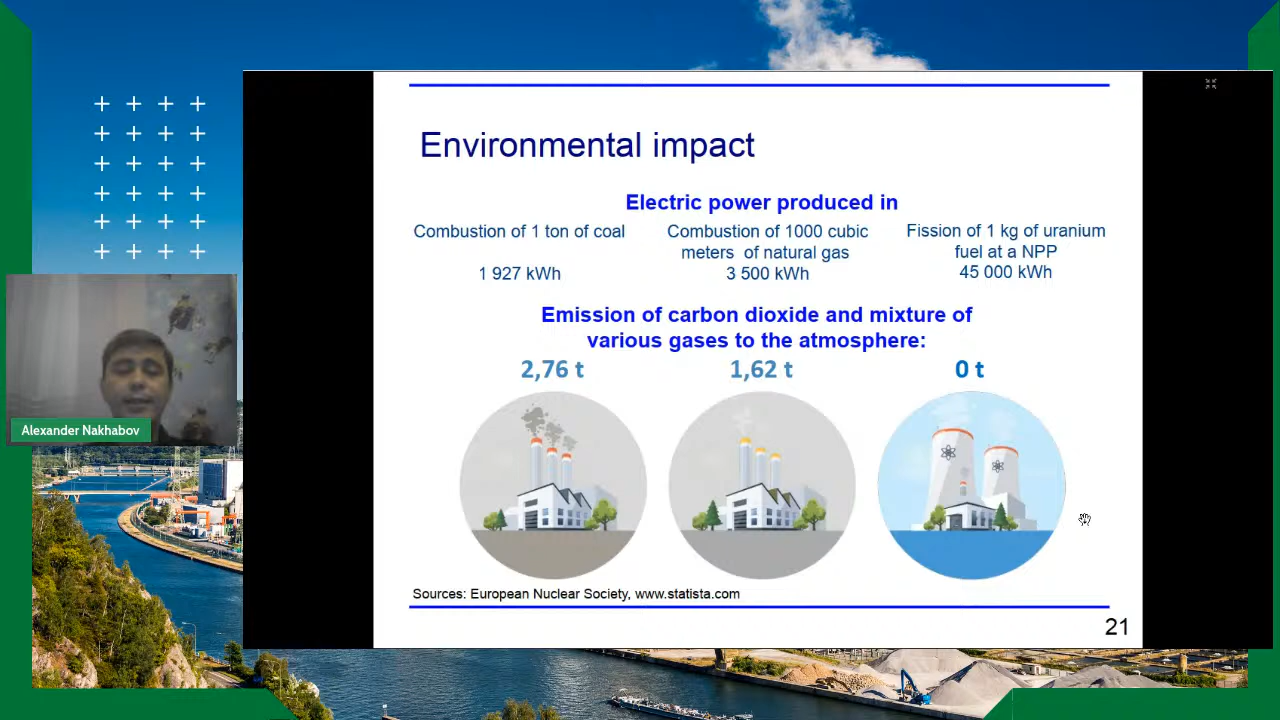 Environmental impact
Electric power produced in
Combustion of 1 ton of coal
1 927 kWh
Combustion of 1000 cubic
meters of natural gas
3 500 kWh
Fission of 1 kg of uranium
fuel at a NPP
45 000 kWh
Emission of carbon dioxide and mixture of
various gases to the atmosphere:
2,76 t
1,62 t
0 t
Sources: European Nuclear Society, www.statista.com
21
Alexander Nakhabov